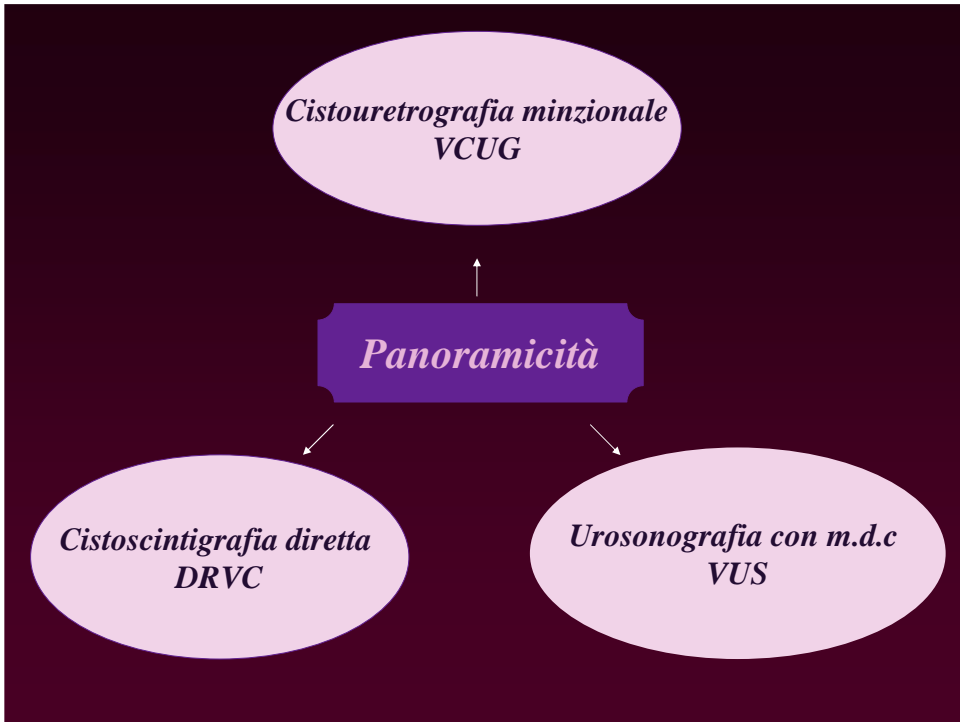 Cistouretrografia minzionale
VCUG
Panoramicità
Cistoscintigrafia diretta
DRVC
Urosonografia con m.d.c
VUS